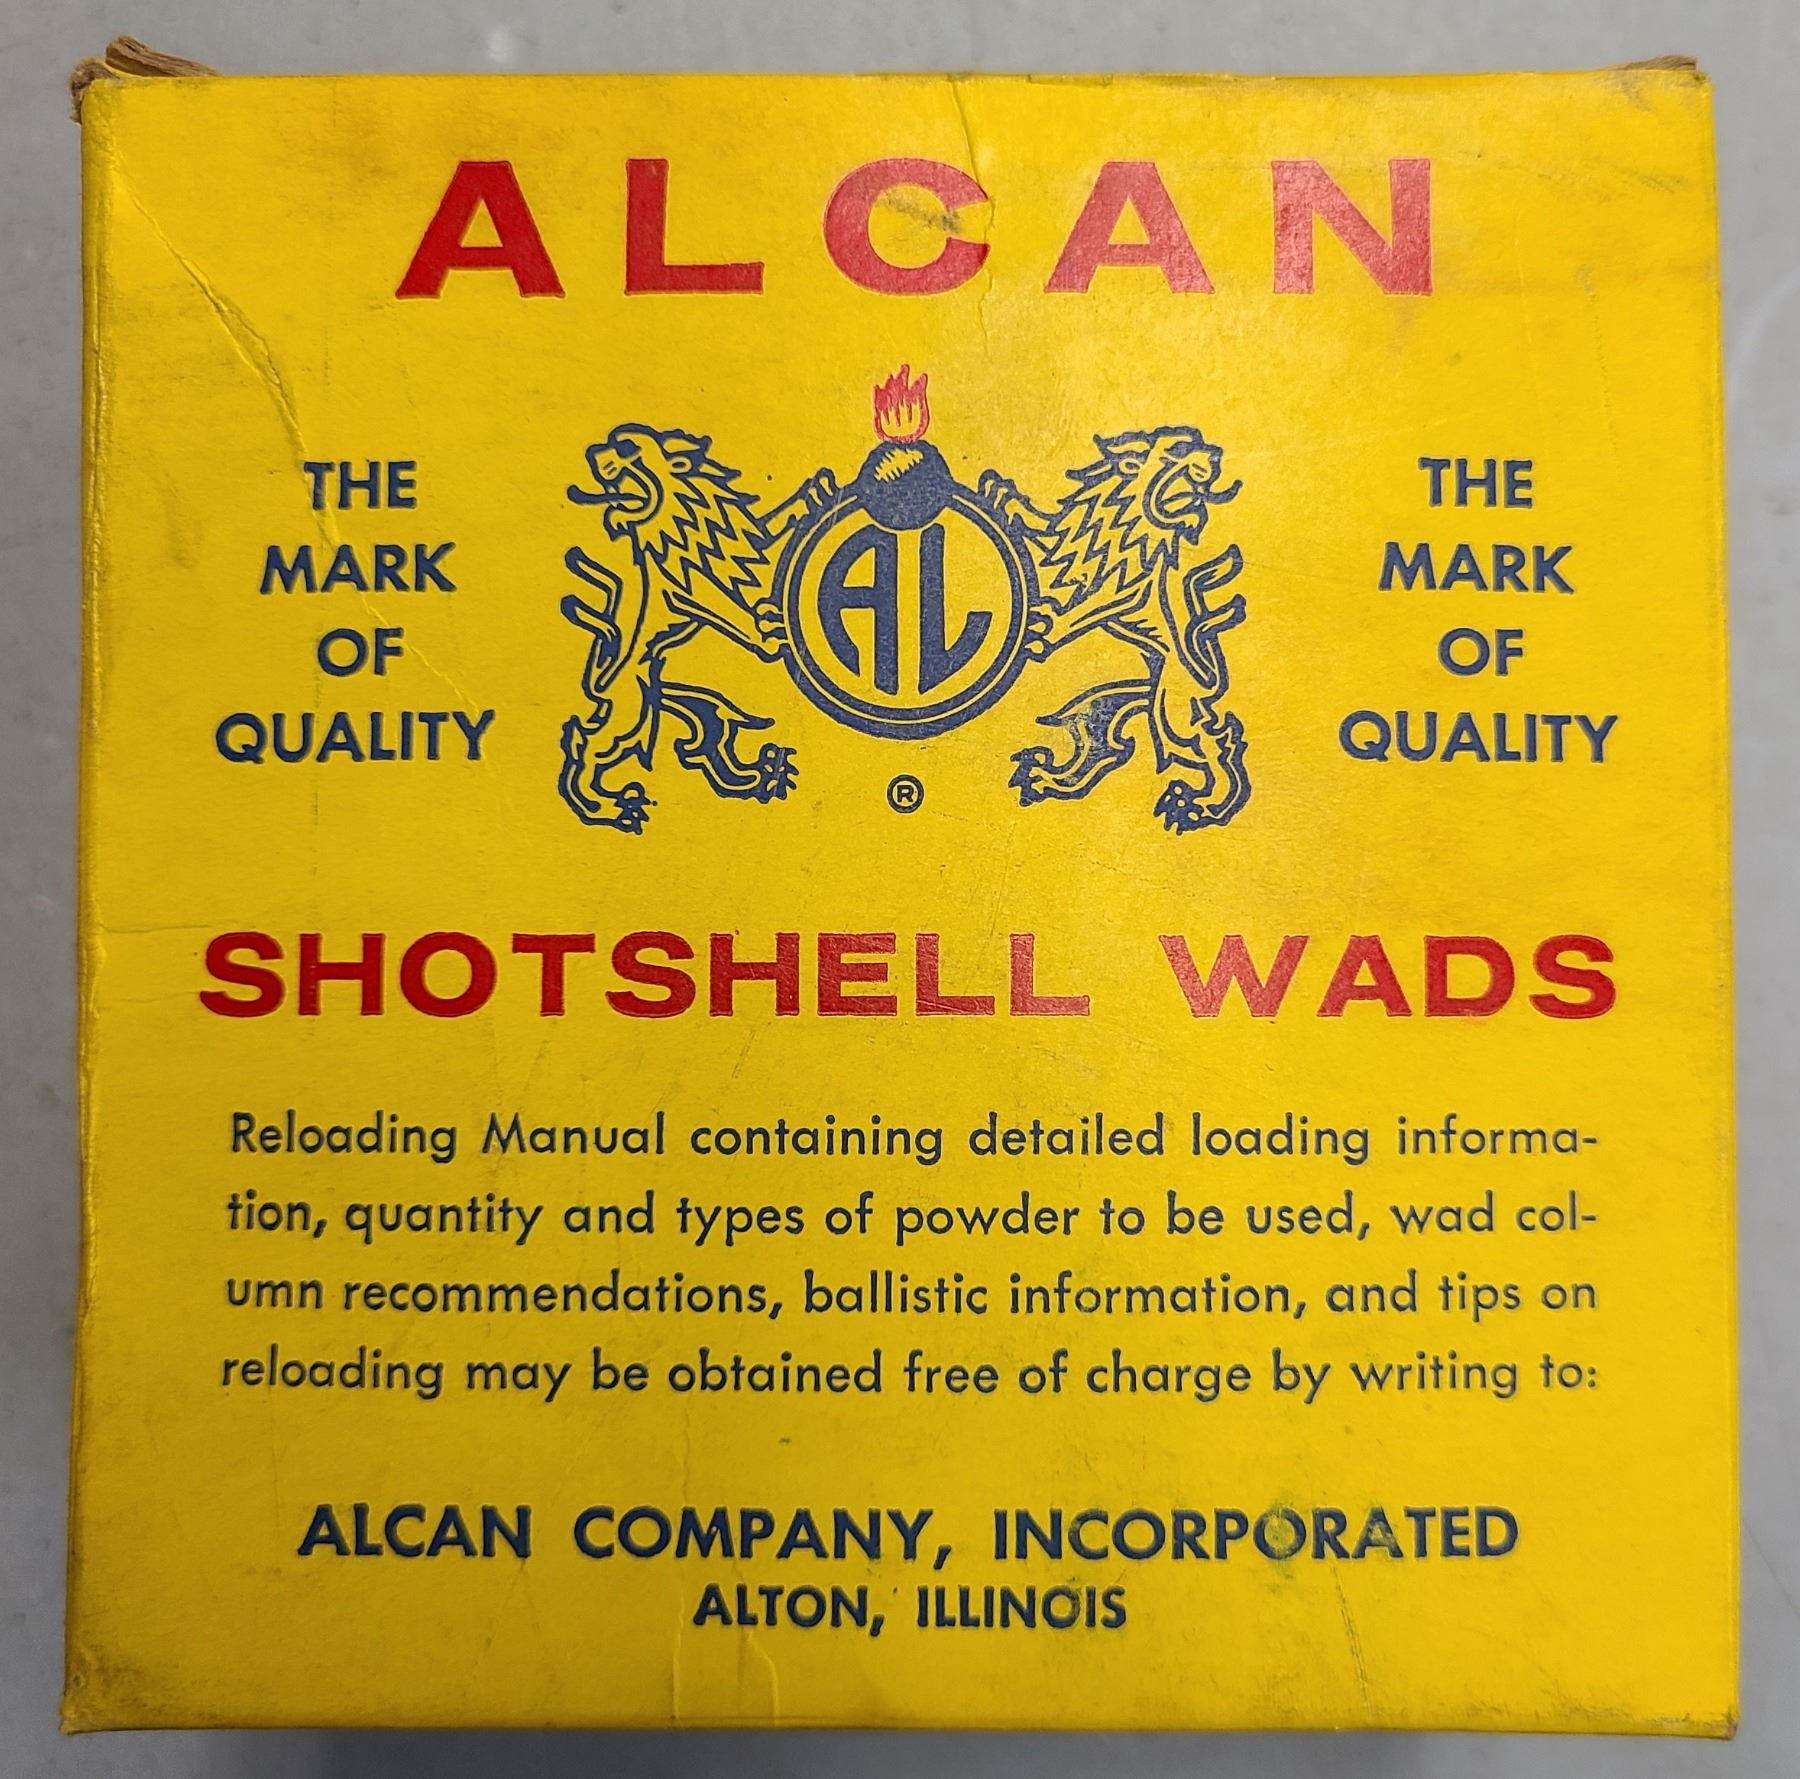 ALCAN
THE
MARK
OF
QUALITY
AL
®
THE
MARK
OF
QUALITY
SHOTSHELL WADS
Reloading Manual containing detailed loading informa-
tion, quantity and types of powder to be used, wad col-
umn recommendations, ballistic information, and tips on
reloading may be obtained free of charge by writing to:
ALCAN COMPANY, INCORPORATED
ALTON, ILLINOIS